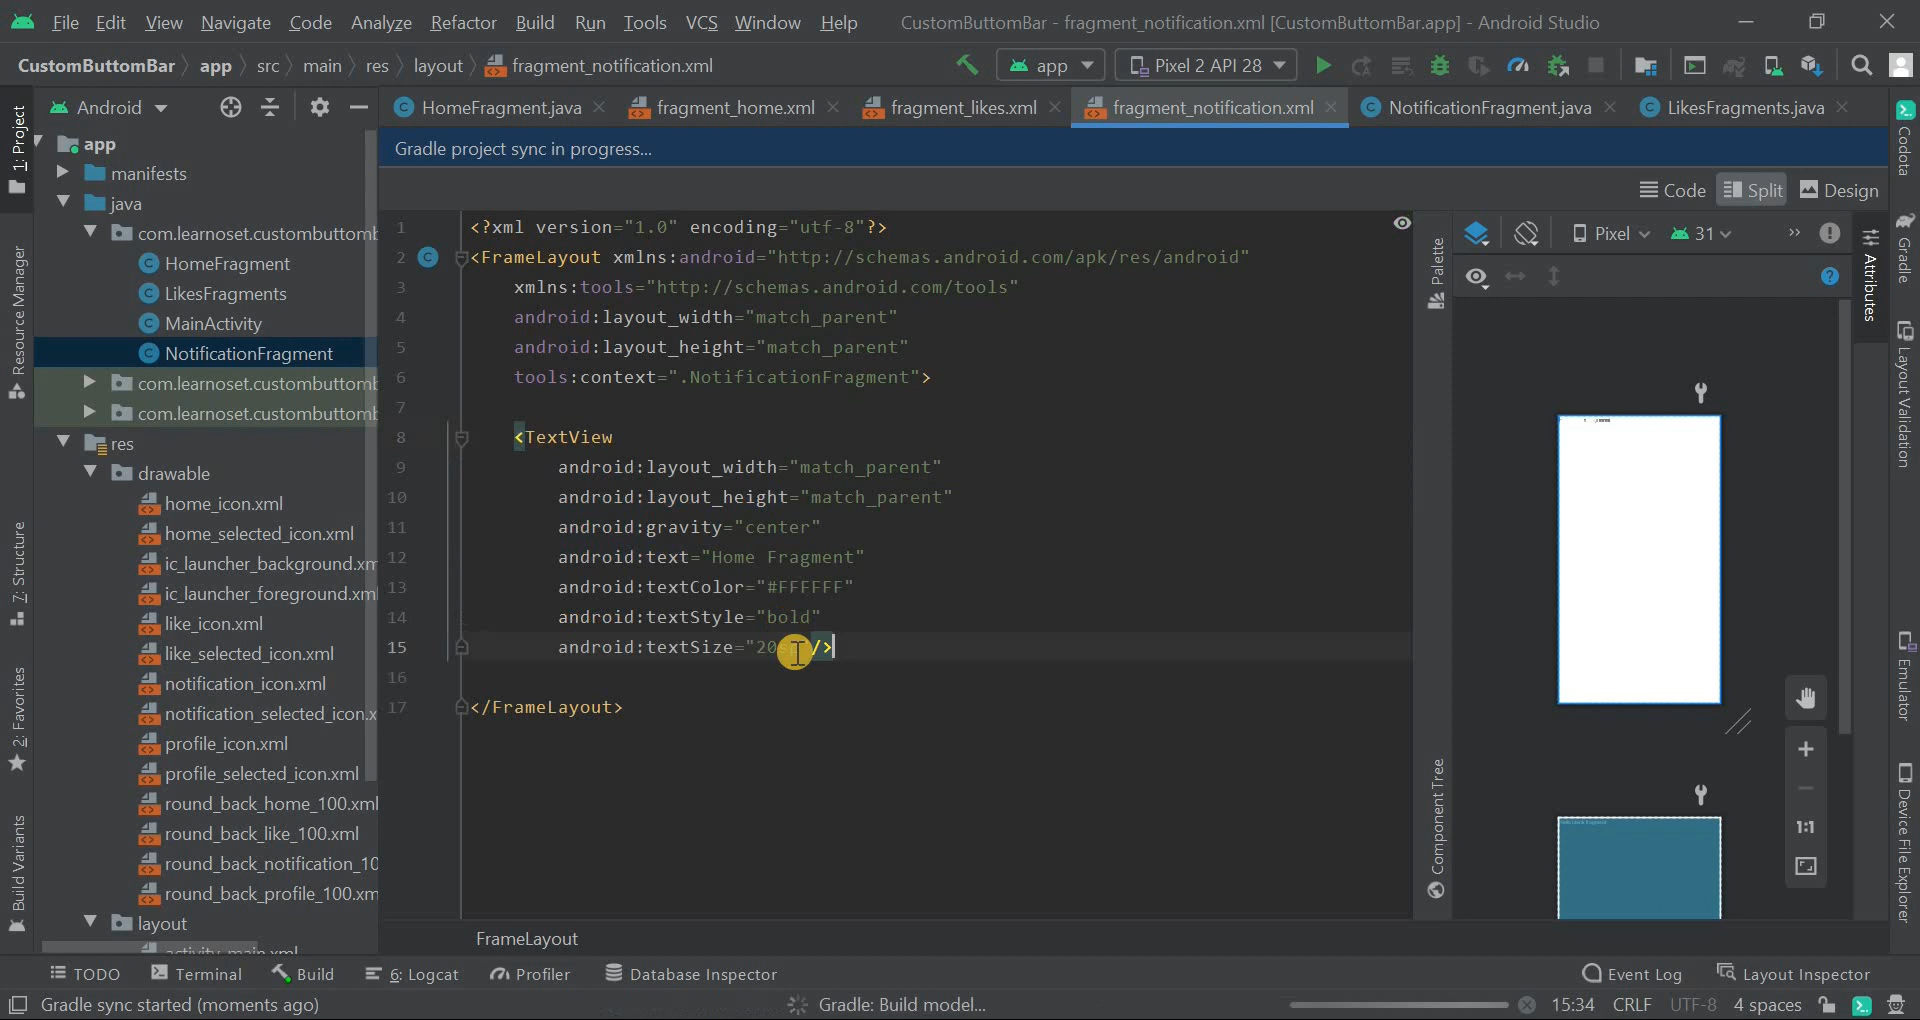 File Edit View Navigate Code Analyze Refactor Build Run Tools VCS Window Help CustomButtomBar - fragment_notification.xml [CustomButtomBar.app] - Android Studio
CustomButtomBar app src main res layout fragment_notification.xml app Pixel 2 API 28
Android HomeFragment.java fragment_home.xml fragment_likes.xml fragment_notification.xml NotificationFragment.java LikesFragments.java
Gradle project sync in progress...
Code Split Design
Pixel 31
1: Project
Resource Manager
7: Structure
2: Favorites
Build Variants
app
manifests
java
com.learnoset.custombuttomb
HomeFragment
LikesFragments
MainActivity
NotificationFragment
com.learnoset.custombuttomb
com.learnoset.custombuttomb
res
drawable
home_icon.xml
home_selected_icon.xml
ic_launcher_background.xm
ic_launcher_foreground.xml
like_icon.xml
like_selected_icon.xml
notification_icon.xml
notification_selected_icon.x
profile_icon.xml
profile_selected_icon.xml
round_back_home_100.xml
round_back_like_100.xml
round_back_notification_10
round_back_profile_100.xm
layout
activity_main.xml
1 <?xml version="1.0" encoding="utf-8"?>
2 <FrameLayout xmlns:android="http://schemas.android.com/apk/res/android"
3 xmlns:tools="http://schemas.android.com/tools"
4 android:layout_width="match_parent"
5 android:layout_height="match_parent"
6 tools:context=".NotificationFragment">
7
8 <TextView
9 android:layout_width="match_parent"
10 android:layout_height="match_parent"
11 android:gravity="center"
12 android:text="Home Fragment"
13 android:textColor="#FFFFFF"
14 android:textStyle="bold"
15 android:textSize="20sp"/>
16
17 </FrameLayout>
FrameLayout
Palette
Component Tree
Attributes
1:1
Codota
Gradle
Layout Validation
Emulator
Device File Explorer
TODO Terminal Build 6: Logcat Profiler Database Inspector Event Log Layout Inspector
Gradle sync started (moments ago) Gradle: Build model... 15:34 CRLF UTF-8 4 spaces